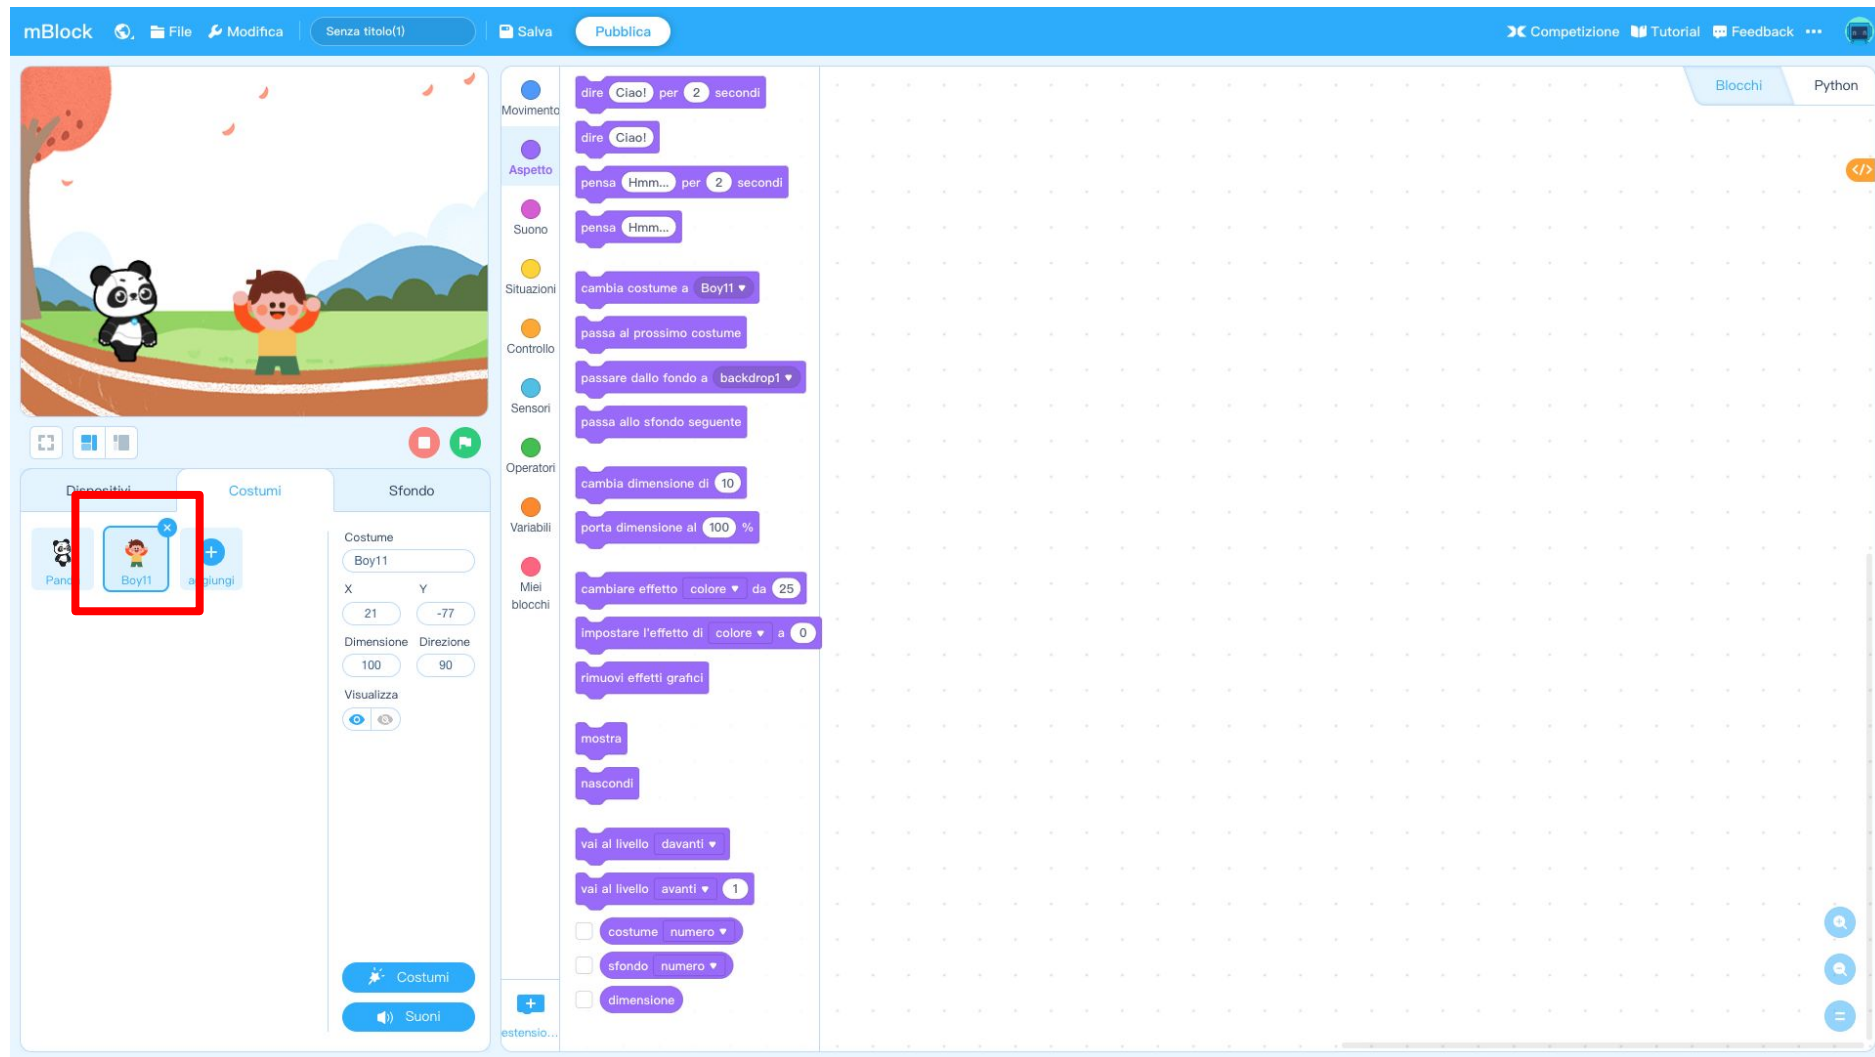 mBlock File Modifica Senza titolo(1) Salva Pubblica Competizione Tutorial Feedback
Blocchi Python
Movimento
Aspetto
Suono
Situazioni
Controllo
Sensori
Operatori
Variabili
Miei
blocchi
estensio...
dire Ciao! per 2 secondi
dire Ciao!
pensa Hmm... per 2 secondi
pensa Hmm...
cambia costume a Boy11
passa al prossimo costume
passare dallo fondo a backdrop1
passa allo sfondo seguente
cambia dimensione di 10
porta dimensione al 100 %
cambiare effetto colore da 25
impostare l'effetto di colore a 0
rimuovi effetti grafici
mostra
nascondi
vai al livello davanti
vai al livello avanti 1
costume numero
sfondo numero
dimensione
Dispositivi Costumi Sfondo
Boy11
Costume
Boy11
X Y
21 -77
Dimensione Direzione
100 90
Visualizza
Costumi
Suoni